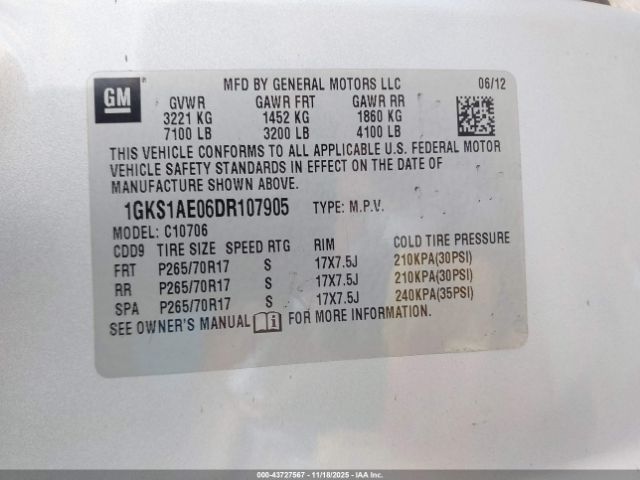 GM
MFD BY GENERAL MOTORS LLC 06/12
GVWR GAWR FRT GAWR RR
3221 KG 1452 KG 1860 KG
7100 LB 3200 LB 4100 LB
THIS VEHICLE CONFORMS TO ALL APPLICABLE U.S. FEDERAL MOTOR
VEHICLE SAFETY STANDARDS IN EFFECT ON THE DATE OF
MANUFACTURE SHOWN ABOVE.
1GKS1AE06DR107905 TYPE: M.P.V.
MODEL: C10706
CDD9 TIRE SIZE SPEED RTG RIM COLD TIRE PRESSURE
FRT P265/70R17 S 17X7.5J 210KPA(30PSI)
RR P265/70R17 S 17X7.5J 210KPA(30PSI)
SPA P265/70R17 S 17X7.5J 240KPA(35PSI)
SEE OWNER'S MANUAL FOR MORE INFORMATION.
000-43727567 - 11/18/2025 - IAA Corp.